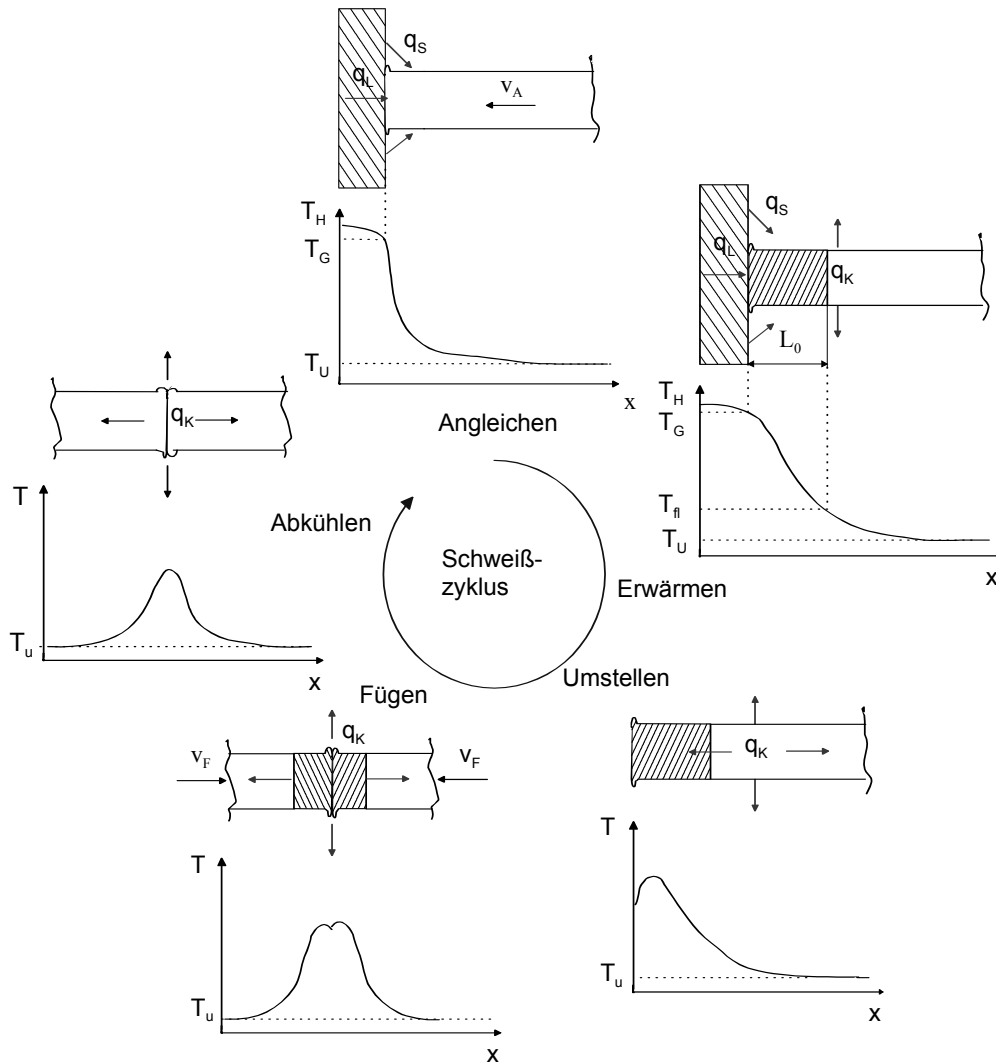 q_S
q_L
v_A
T_H
T_G
T_U
x
Angleichen
q_S
q_L
q_K
L_0
T_H
T_G
T_fl
T_U
x
Erwärmen
q_K
T
T_u
x
Abkühlen
Schweiß-
zyklus
Umstellen
q_K
T
T_u
x
Fügen
q_K
v_F
v_F
T
T_u
x